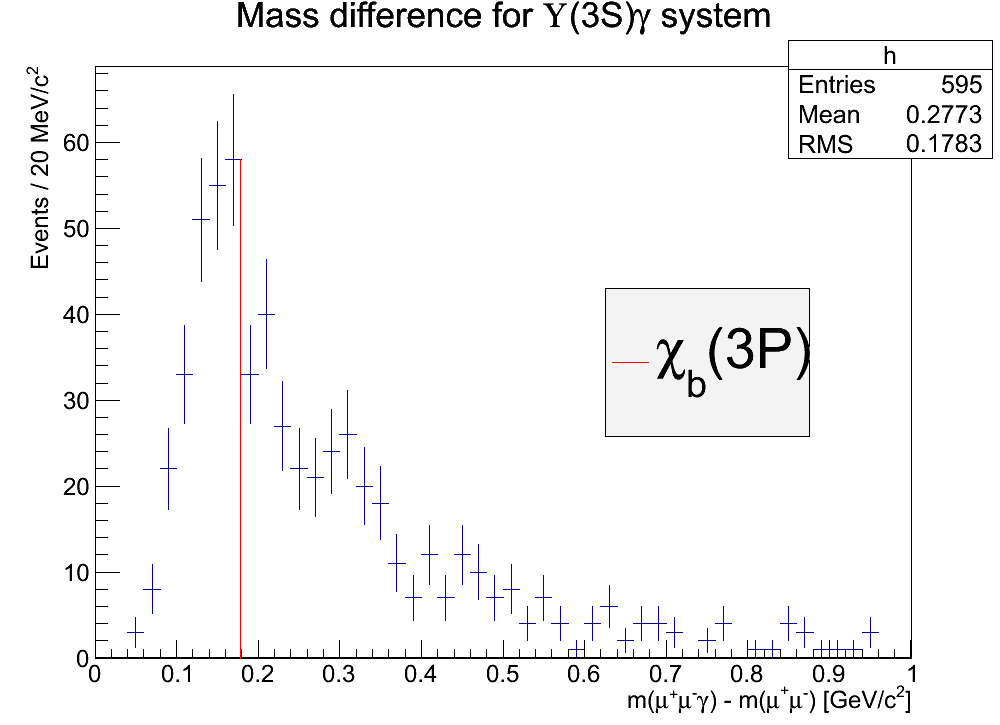 Mass difference for ϒ(3S)γ system
h
Entries 595
Mean 0.2773
RMS 0.1783
Events / 20 MeV/c²
60
50
40
30
20
10
0
χb(3P)
0 0.1 0.2 0.3 0.4 0.5 0.6 0.7 0.8 0.9 1
m(μ⁺μ⁻γ) - m(μ⁺μ⁻) [GeV/c²]